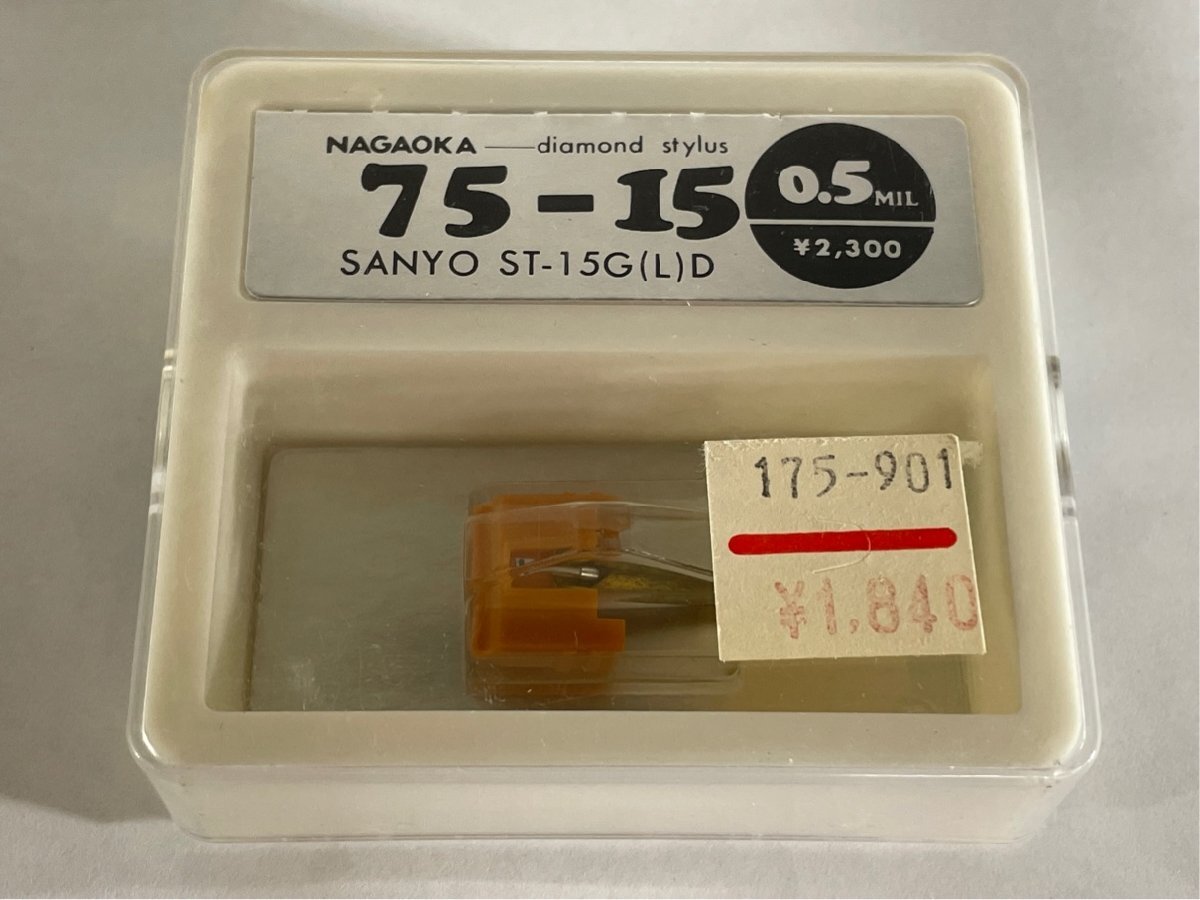 NAGAOKA — diamond stylus
75-15
SANYO ST-15G(L)D
0.5 MIL
¥2,300
175-901
¥1,840